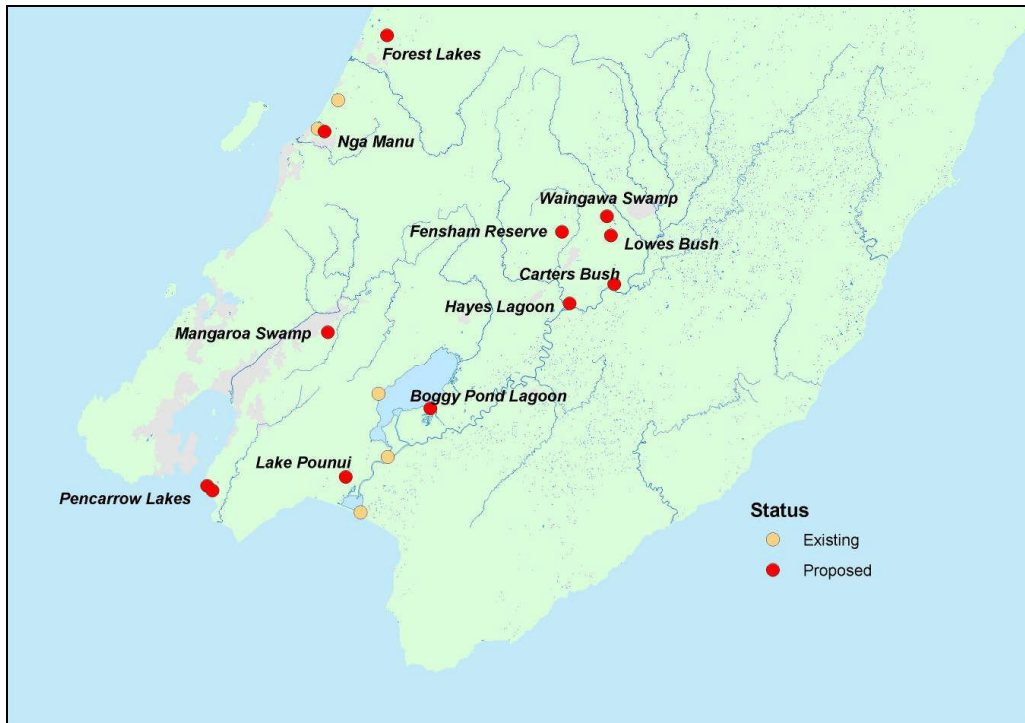 Forest Lakes
Nga Manu
Waingawa Swamp
Fensham Reserve
Lowes Bush
Carters Bush
Hayes Lagoon
Mangaroa Swamp
Boggy Pond Lagoon
Lake Pounui
Pencarrow Lakes
Status
Existing
Proposed